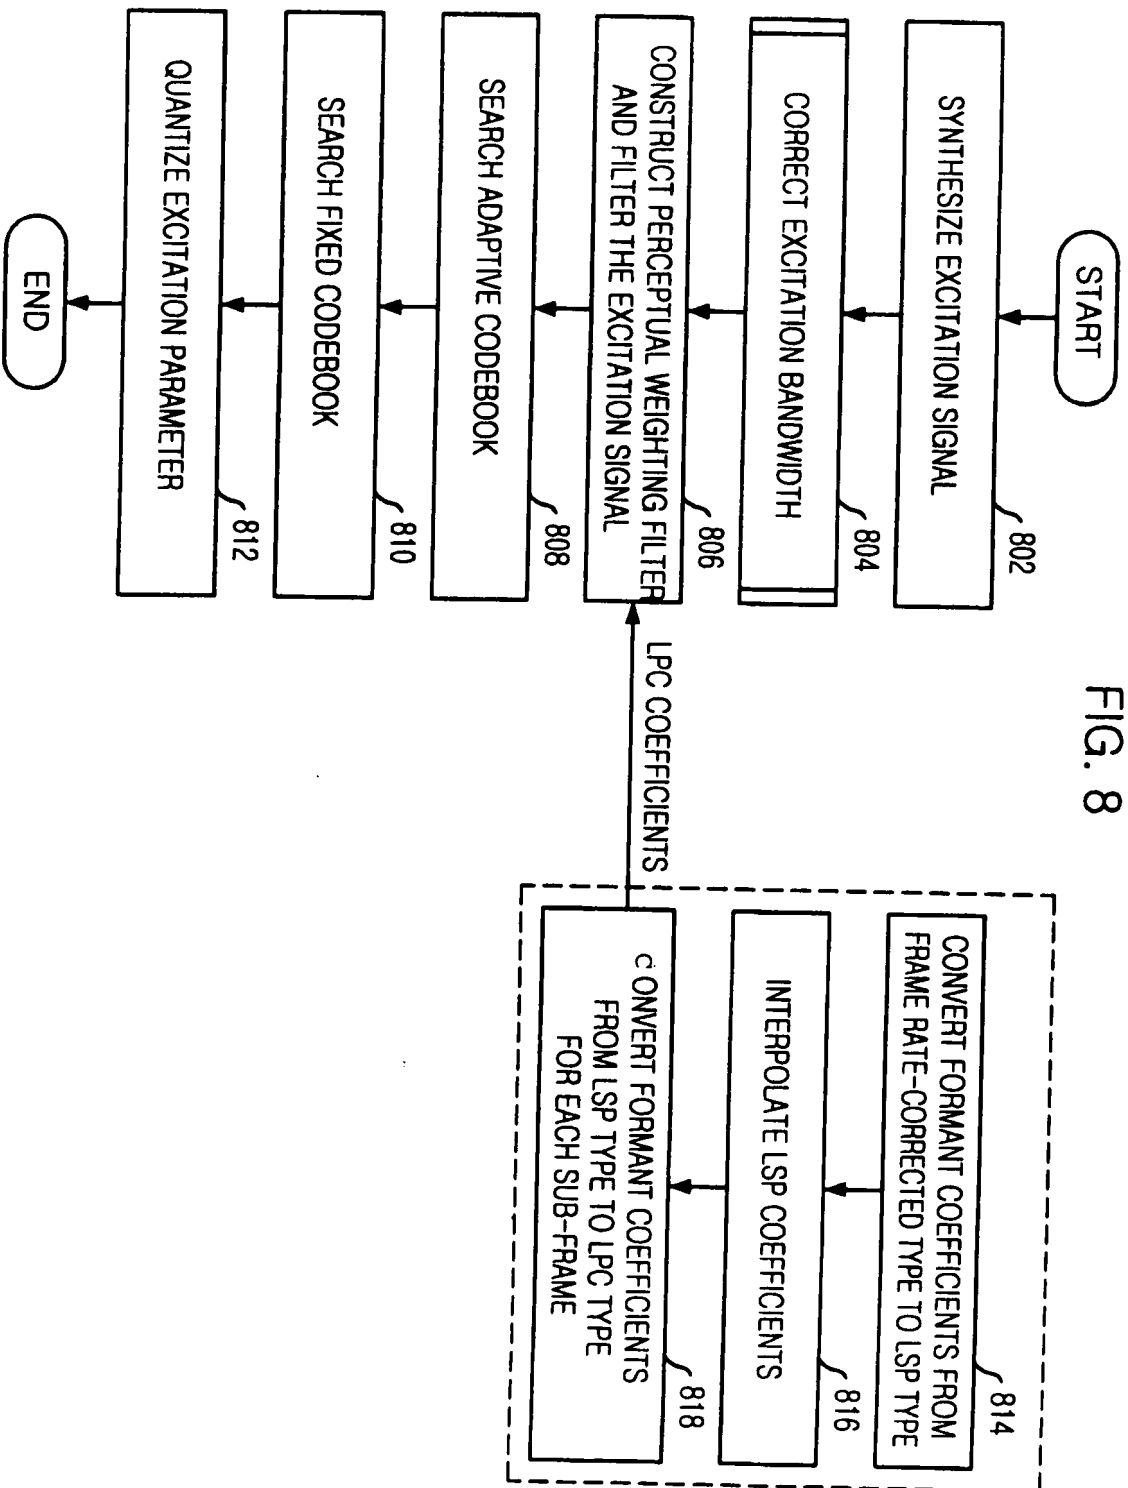 FIG. 8
START
SYNTHESIZE EXCITATION SIGNAL
802
CORRECT EXCITATION BANDWIDTH
804
CONSTRUCT PERCEPTUAL WEIGHTING FILTER
AND FILTER THE EXCITATION SIGNAL
806
LPC COEFFICIENTS
SEARCH ADAPTIVE CODEBOOK
808
SEARCH FIXED CODEBOOK
810
QUANTIZE EXCITATION PARAMETER
812
END
CONVERT FORMANT COEFFICIENTS FROM
FRAME RATE-CORRECTED TYPE TO LSP TYPE
814
INTERPOLATE LSP COEFFICIENTS
816
CONVERT FORMANT COEFFICIENTS
FROM LSP TYPE TO LPC TYPE
FOR EACH SUB-FRAME
818